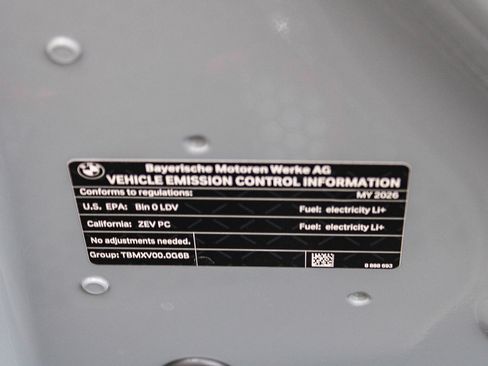 Bayerische Motoren Werke AG
VEHICLE EMISSION CONTROL INFORMATION
Conforms to regulations: MY 2026
U.S. EPA: Bin 0 LDV Fuel: electricity Li+
California: ZEV PC Fuel: electricity Li+
No adjustments needed.
Group: TBMXV00.0G6B